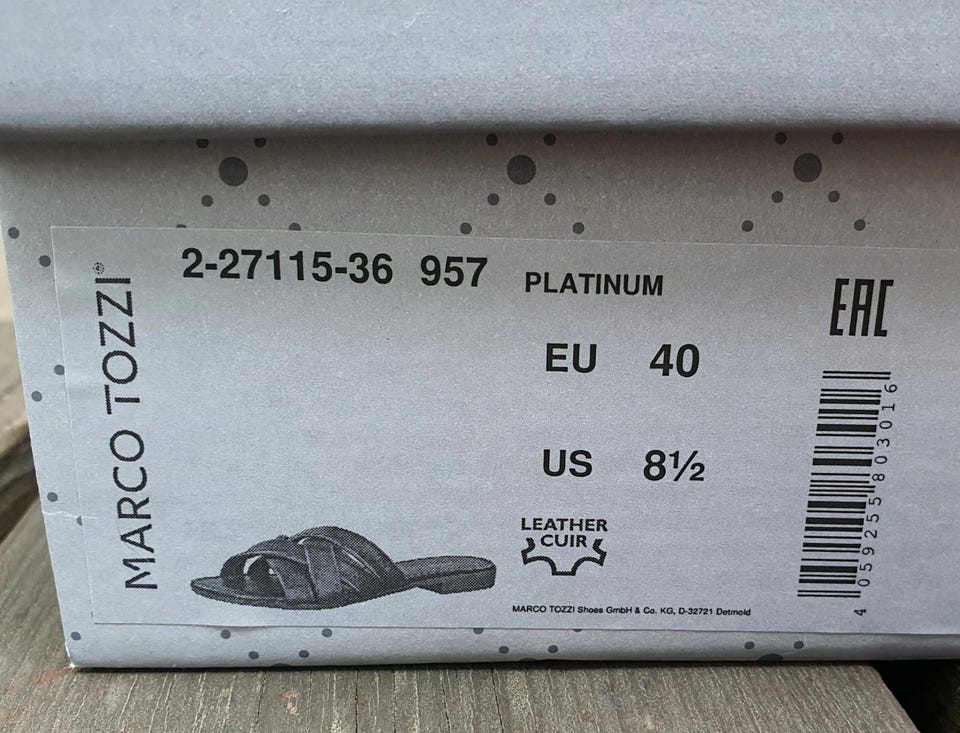 MARCO TOZZI®
2-27115-36 957 PLATINUM
EU 40
US 8½
LEATHER
CUIR
MARCO TOZZI Shoes GmbH & Co. KG, D-32721 Detmold
EAC
4 059255 803016